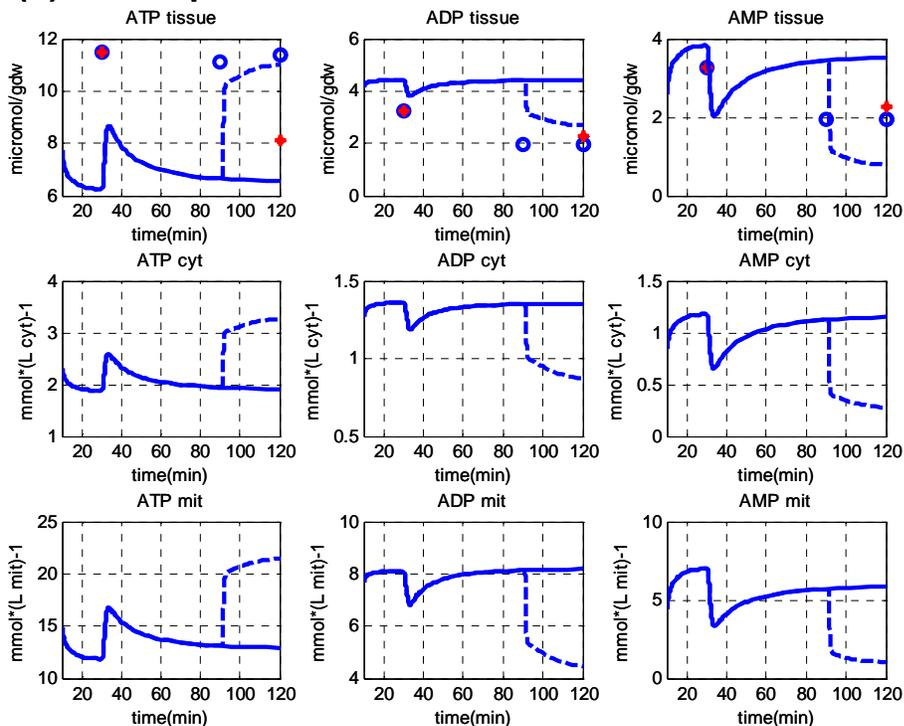 ATP tissue
ADP tissue
AMP tissue
micromol/gdw
12
10
8
6
20 40 60 80 100 120
time(min)
micromol/gdw
6
4
2
0
20 40 60 80 100 120
time(min)
micromol/gdw
4
2
0
20 40 60 80 100 120
time(min)
ATP cyt
ADP cyt
AMP cyt
mmol*(L cyt)-1
4
3
2
1
20 40 60 80 100 120
time(min)
mmol*(L cyt)-1
1.5
1
0.5
20 40 60 80 100 120
time(min)
mmol*(L cyt)-1
1.5
1
0.5
0
20 40 60 80 100 120
time(min)
ATP mit
ADP mit
AMP mit
mmol*(L mit)-1
25
20
15
10
20 40 60 80 100 120
time(min)
mmol*(L mit)-1
10
8
6
4
20 40 60 80 100 120
time(min)
mmol*(L mit)-1
10
5
0
20 40 60 80 100 120
time(min)